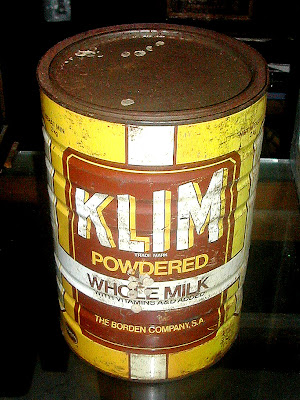 KLIM
TRADE MARK
POWDERED
WHOLE MILK
WITH VITAMINS A&D ADDED
THE BORDEN COMPANY, S.A